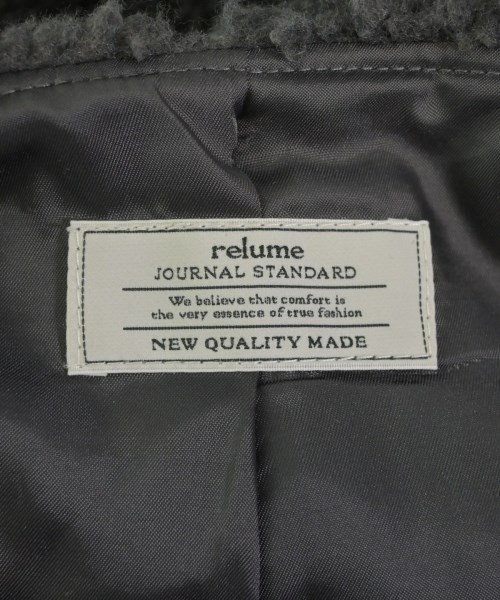 relume
JOURNAL STANDARD
We believe that comfort is
the very essence of true fashion
NEW QUALITY MADE